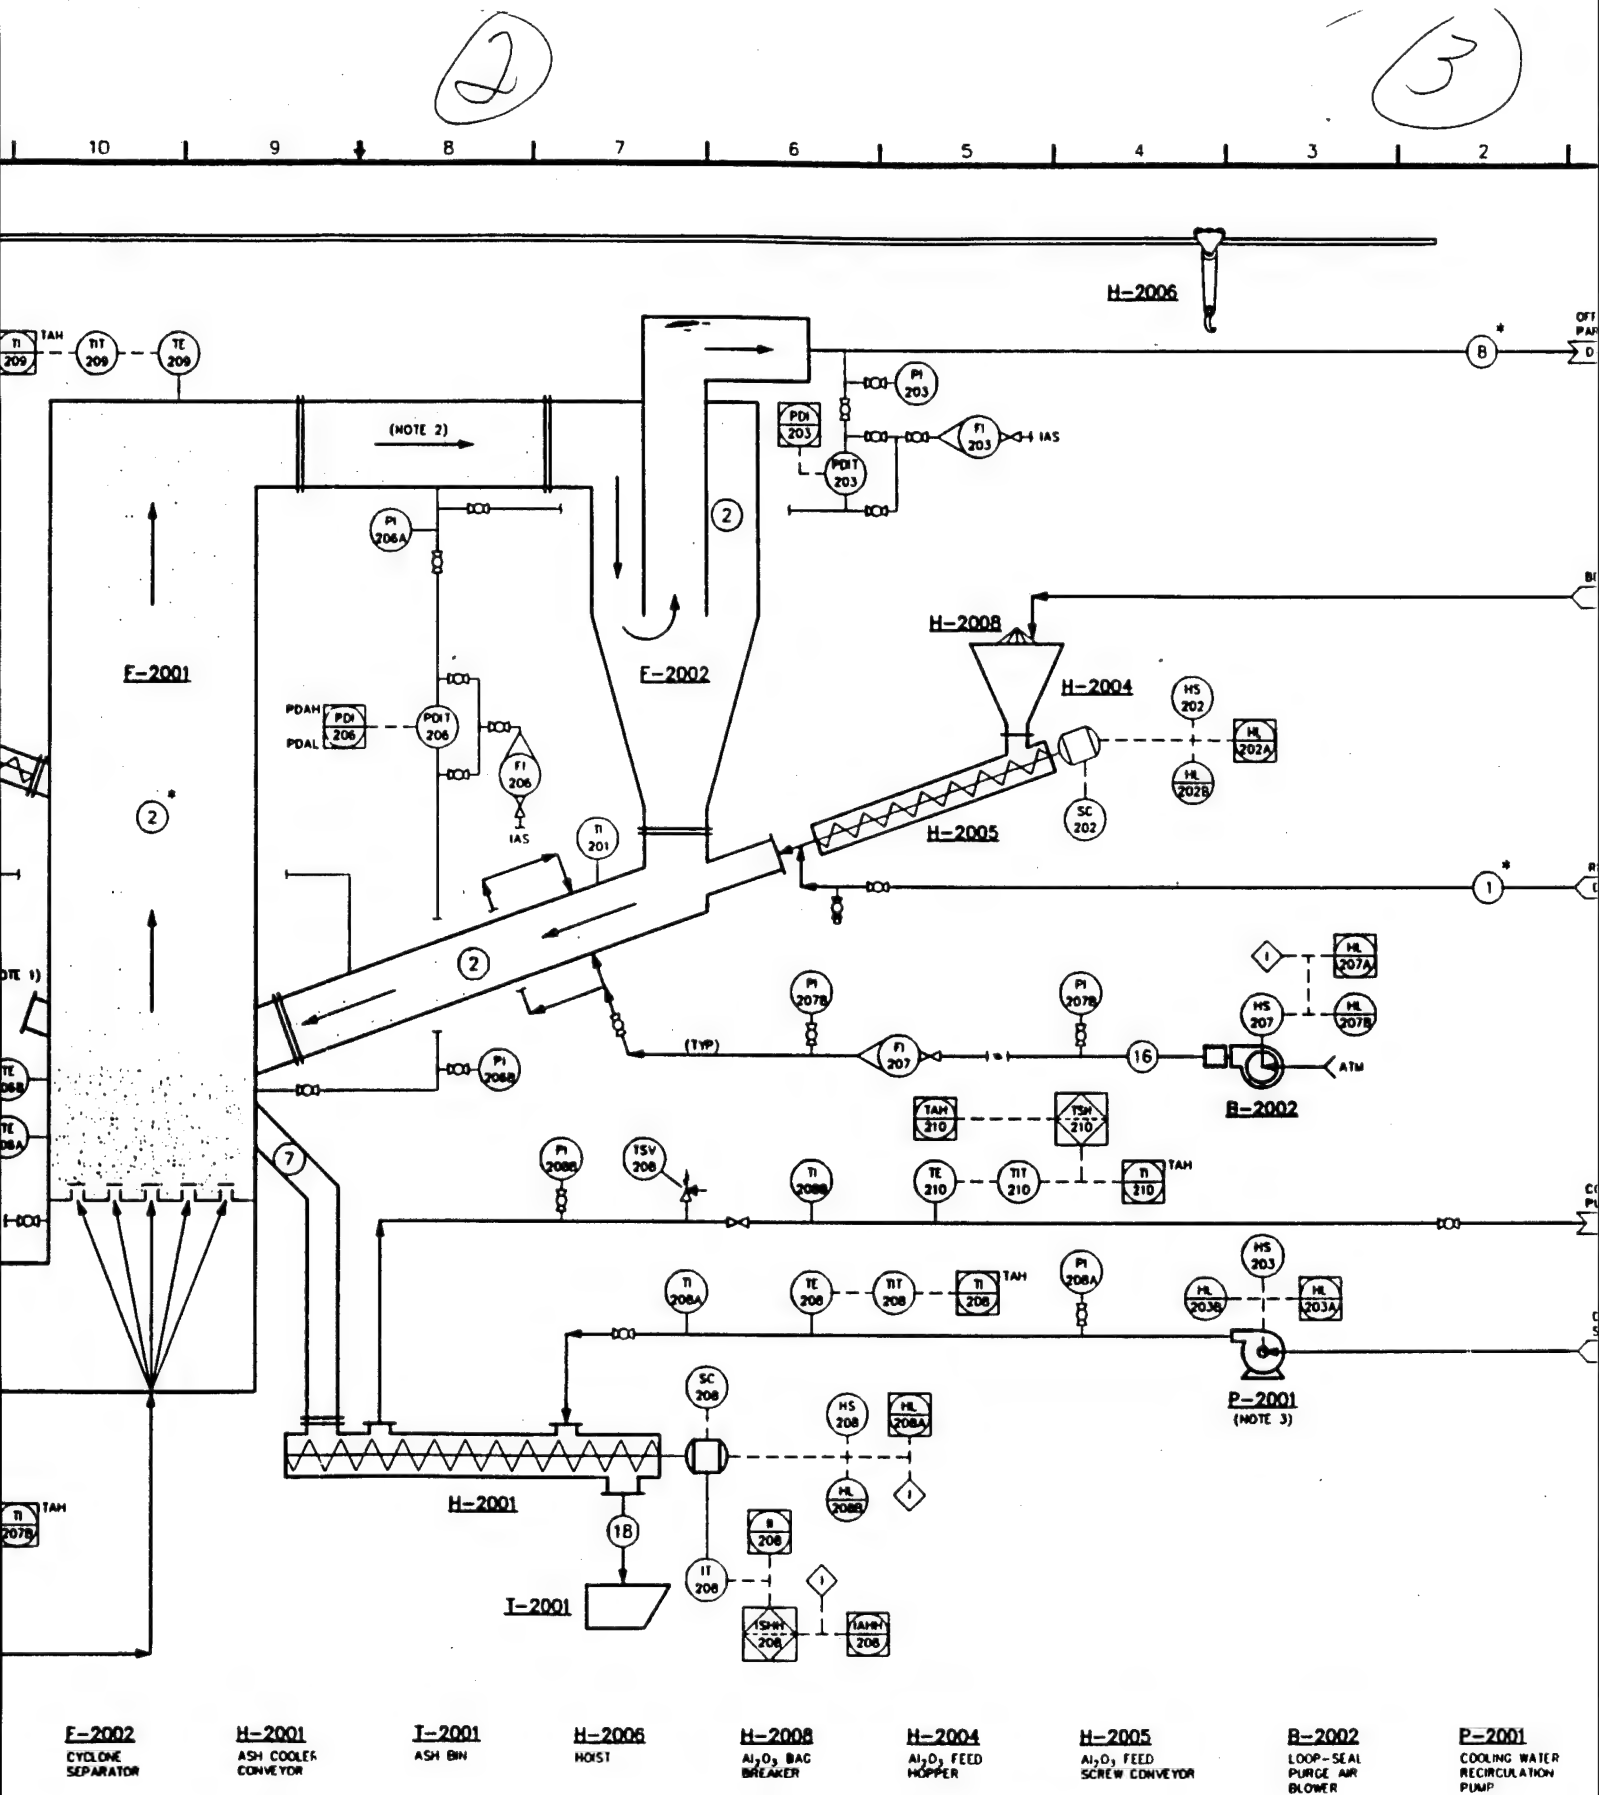 2
3
10 9 8 7 6 5 4 3 2
H-2006
8*
OFF
PAR
D
TI 209
TAH
TIT 209
TE 209
(NOTE 2)
PI 203
PDI 203
FI 203
IAS
PDIT 203
PI 206A
2
H-2008
F-2001
F-2002
H-2004
HS 202
PDAH
PDI 206
PDAL
PDIT 206
HL 202A
FI 206
HL 202B
2*
SC 202
H-2005
IAS
TI 201
1*
2
HL 207A
PI 207B
PI 207B
HS 207
HL 207B
(TYP)
FI 207
16
ATM
PI 206B
B-2002
TAH 210
TSH 210
7
PI 208B
TSV 208
TI 208B
TE 210
TIT 210
TI 210
TAH
HS 203
TI 208A
TE 208
TIT 208
TI 208
TAH
PI 208A
HL 203B
HL 203A
P-2001
(NOTE 3)
SC 208
HS 208
HL 208A
H-2001
HL 208B
I
TI 207B
TAH
18
II 208
IT 208
I
T-2001
ISHH 208
IAHH 208
F-2002
CYCLONE
SEPARATOR
H-2001
ASH COOLER
CONVEYOR
T-2001
ASH BIN
H-2006
HOIST
H-2008
Al2O3 BAG
BREAKER
H-2004
Al2O3 FEED
HOPPER
H-2005
Al2O3 FEED
SCREW CONVEYOR
B-2002
LOOP-SEAL
PURGE AIR
BLOWER
P-2001
COOLING WATER
RECIRCULATION
PUMP